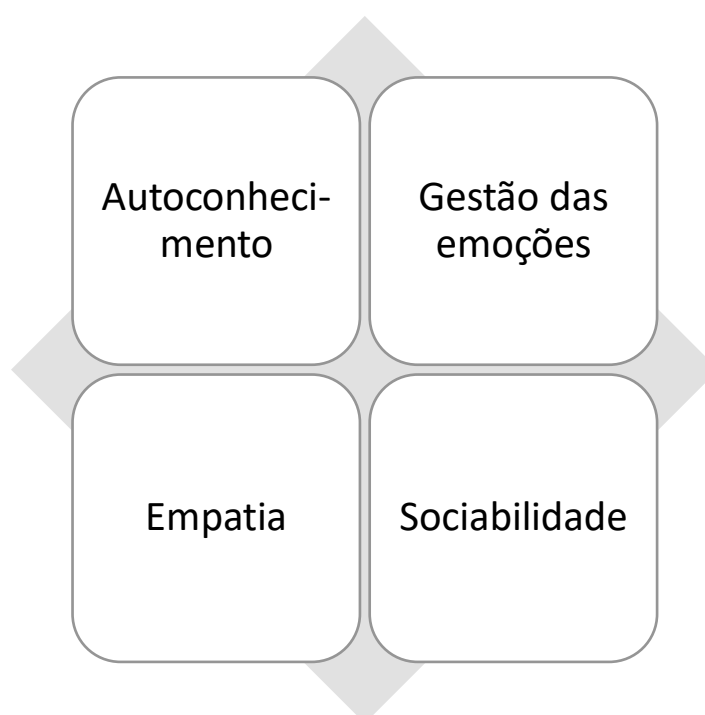 Autoconheci-
mento
Gestão das
emoções
Empatia
Sociabilidade